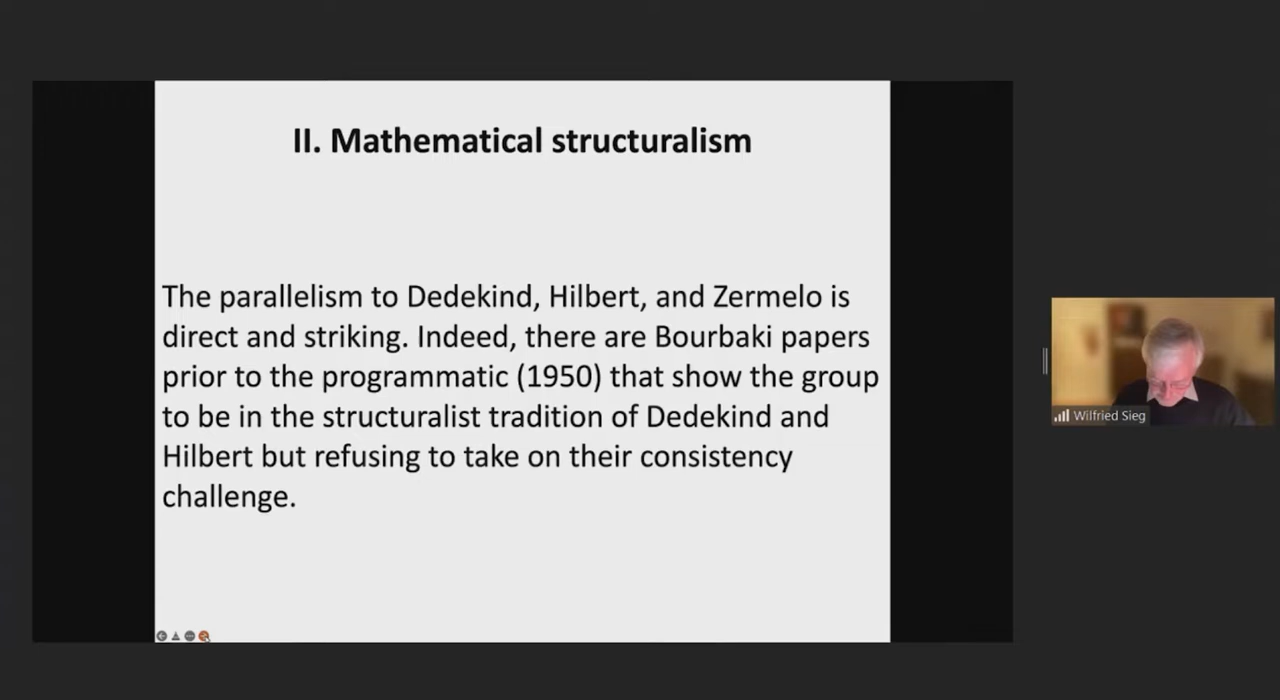 II. Mathematical structuralism
The parallelism to Dedekind, Hilbert, and Zermelo is
direct and striking. Indeed, there are Bourbaki papers
prior to the programmatic (1950) that show the group
to be in the structuralist tradition of Dedekind and
Hilbert but refusing to take on their consistency
challenge.
Wilfried Sieg